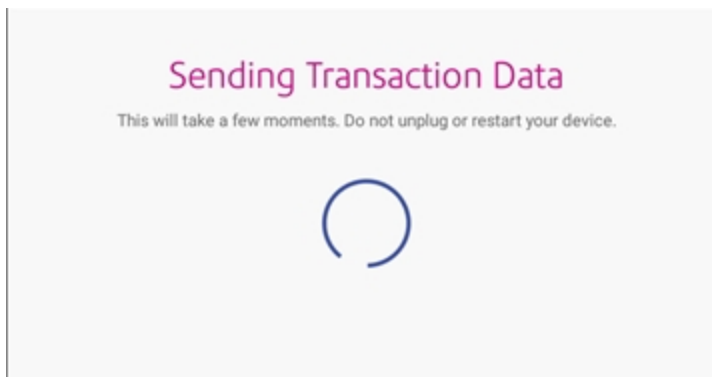 Sending Transaction Data
This will take a few moments. Do not unplug or restart your device.